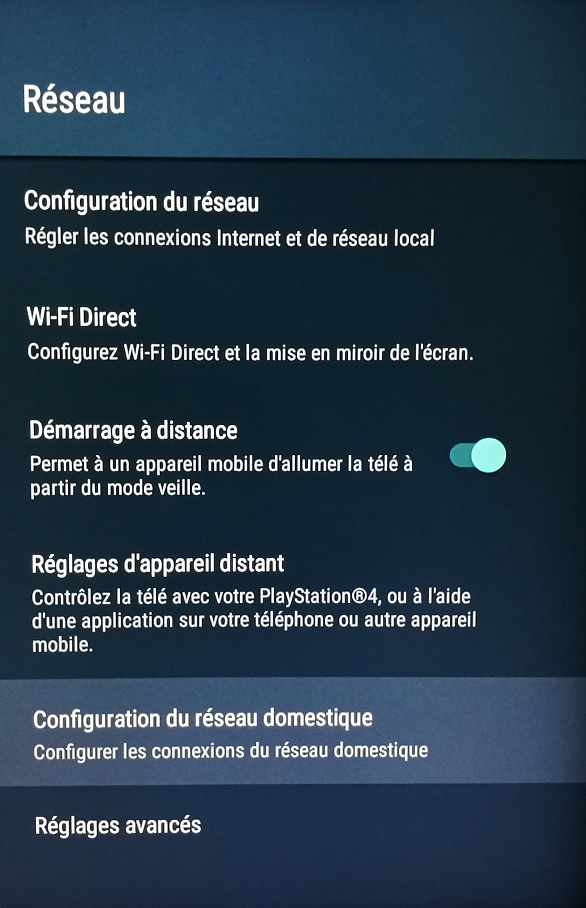 Réseau
Configuration du réseau
Régler les connexions Internet et de réseau local
Wi-Fi Direct
Configurez Wi-Fi Direct et la mise en miroir de l'écran.
Démarrage à distance
Permet à un appareil mobile d'allumer la télé à
partir du mode veille.
Réglages d'appareil distant
Contrôlez la télé avec votre PlayStation®4, ou à l'aide
d'une application sur votre téléphone ou autre appareil
mobile.
Configuration du réseau domestique
Configurer les connexions du réseau domestique
Réglages avancés